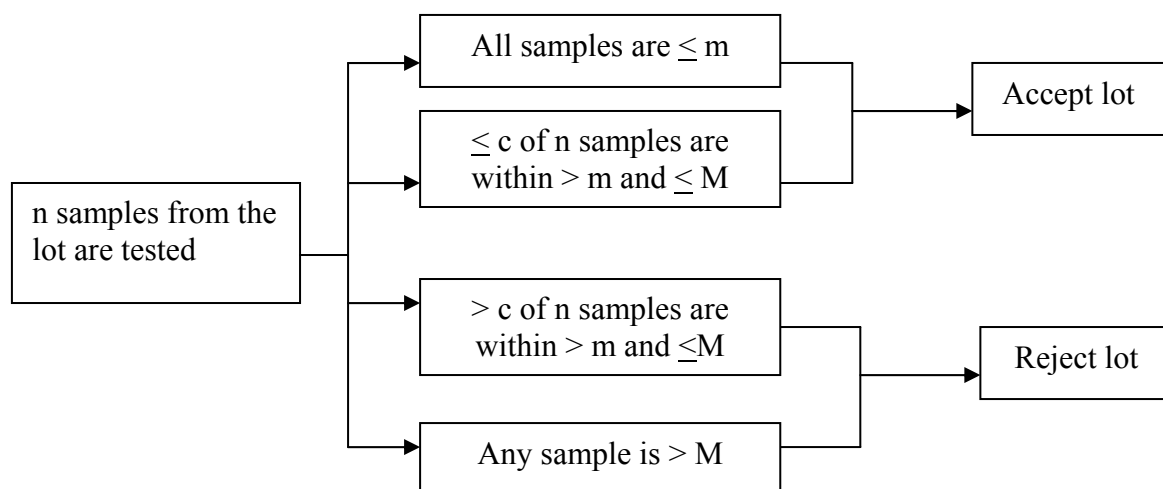 n samples from the
lot are tested
All samples are ≤ m
≤ c of n samples are
within > m and ≤ M
> c of n samples are
within > m and ≤M
Any sample is > M
Accept lot
Reject lot